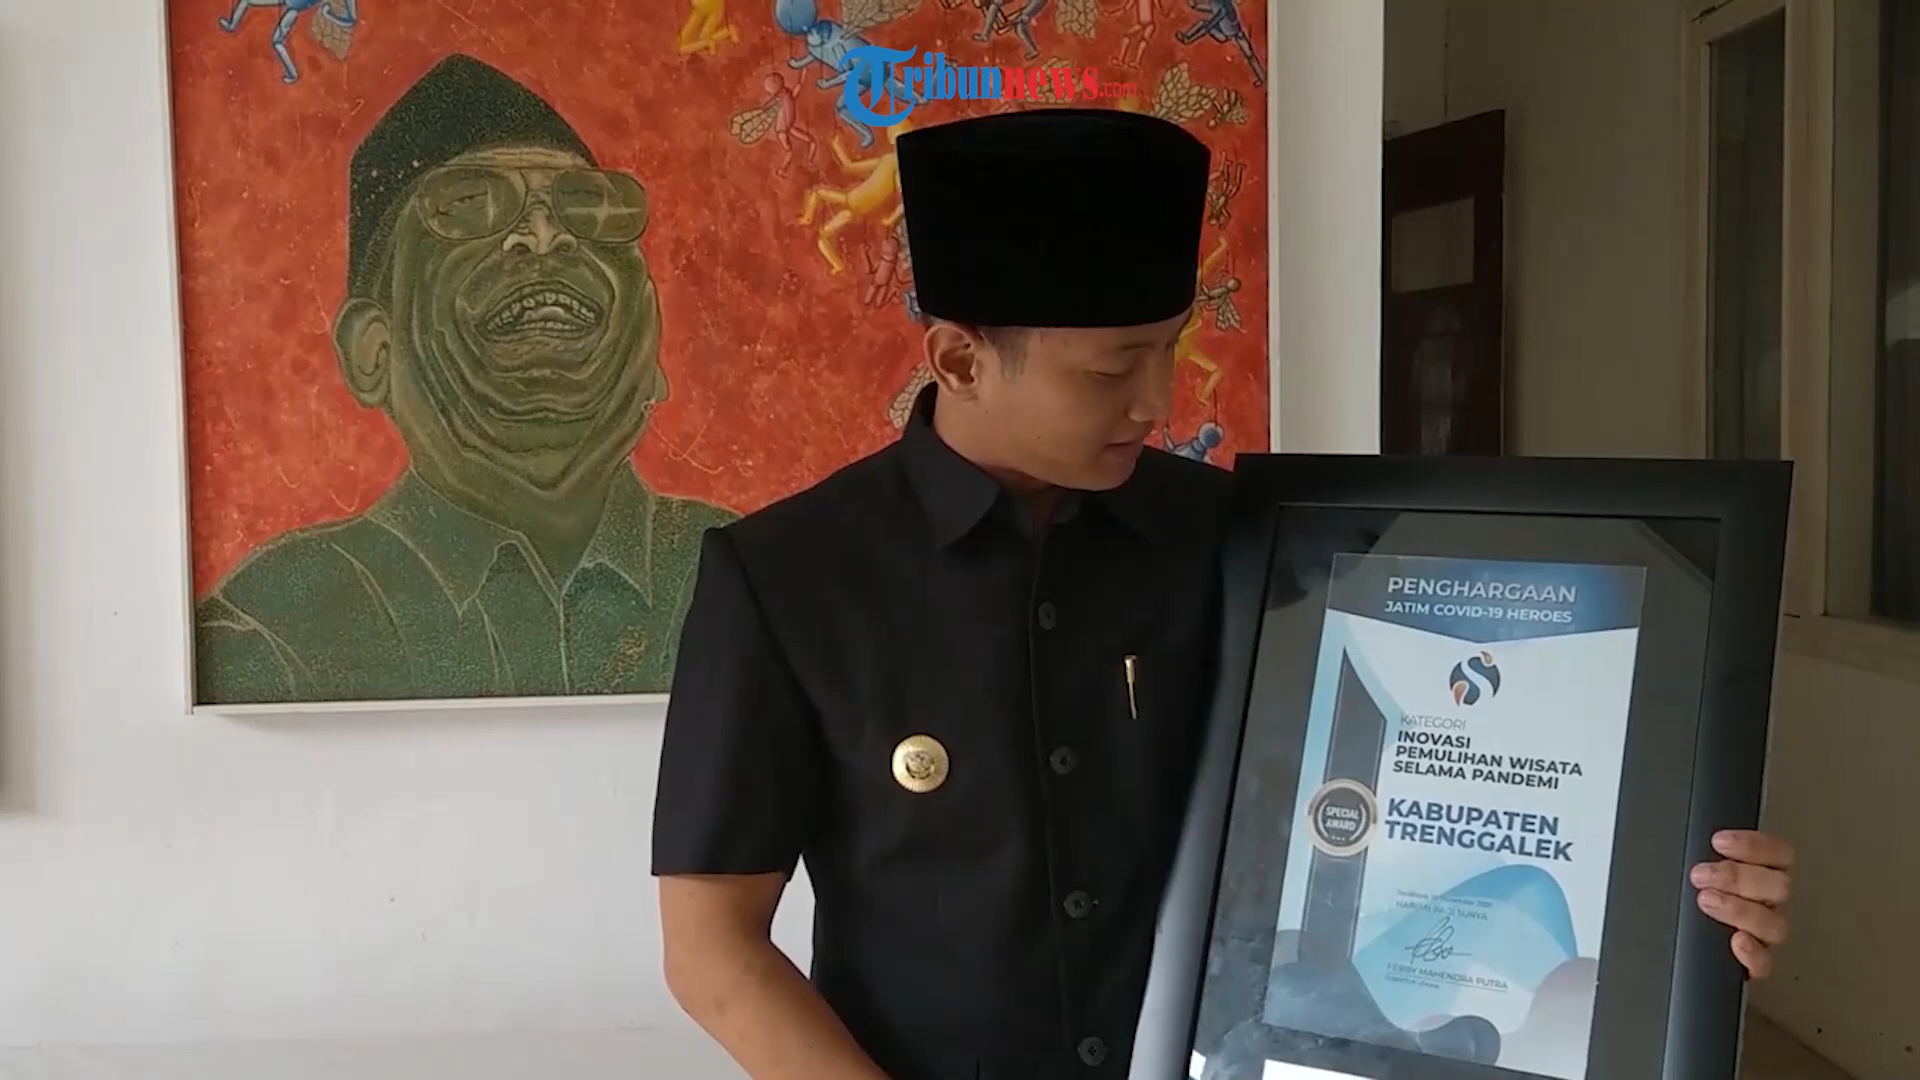 Tribunnews.com
PENGHARGAAN
JATIM COVID-19 HEROES
KATEGORI
INOVASI
PEMULIHAN WISATA
SELAMA PANDEMI
SPECIAL
AWARD
KABUPATEN
TRENGGALEK
HARIAN PAGI SURYA
FEBBY MAHENDRA PUTRA